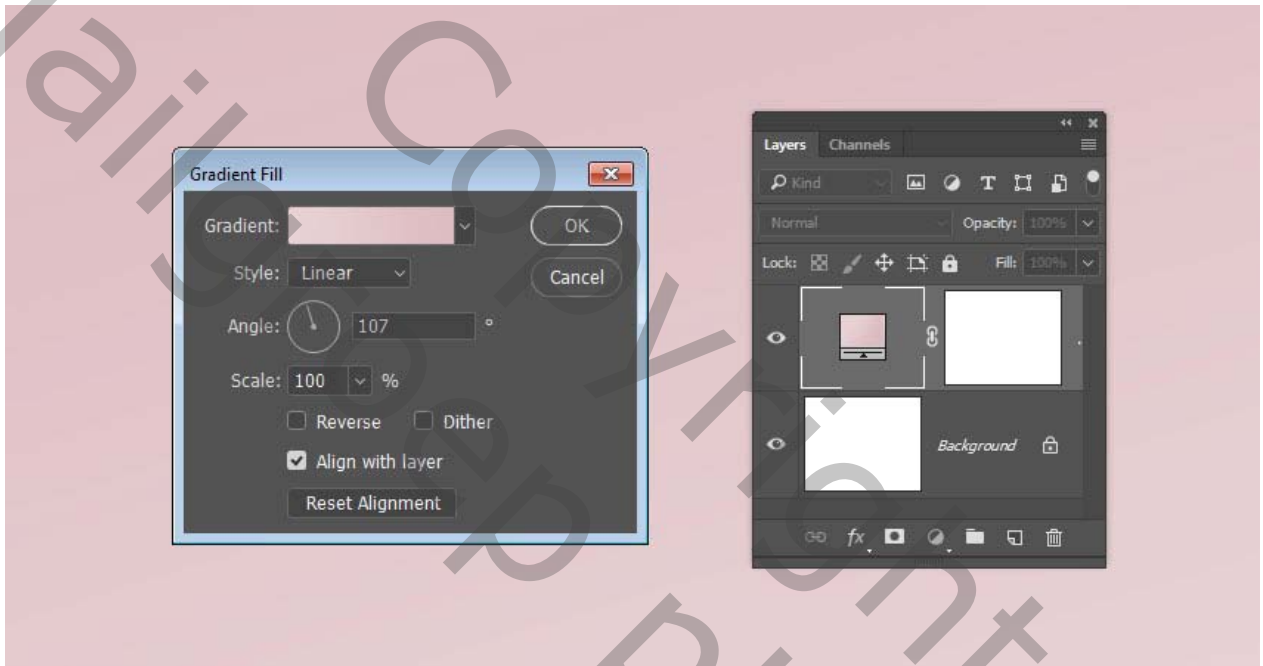 Gradient Fill
Gradient:
OK
Style: Linear
Cancel
Angle: 107 °
Scale: 100 %
Reverse Dither
Align with layer
Reset Alignment
Layers Channels
Kind
T
Normal Opacity: 100%
Lock: Fill: 100%
Background
fx
Copyright